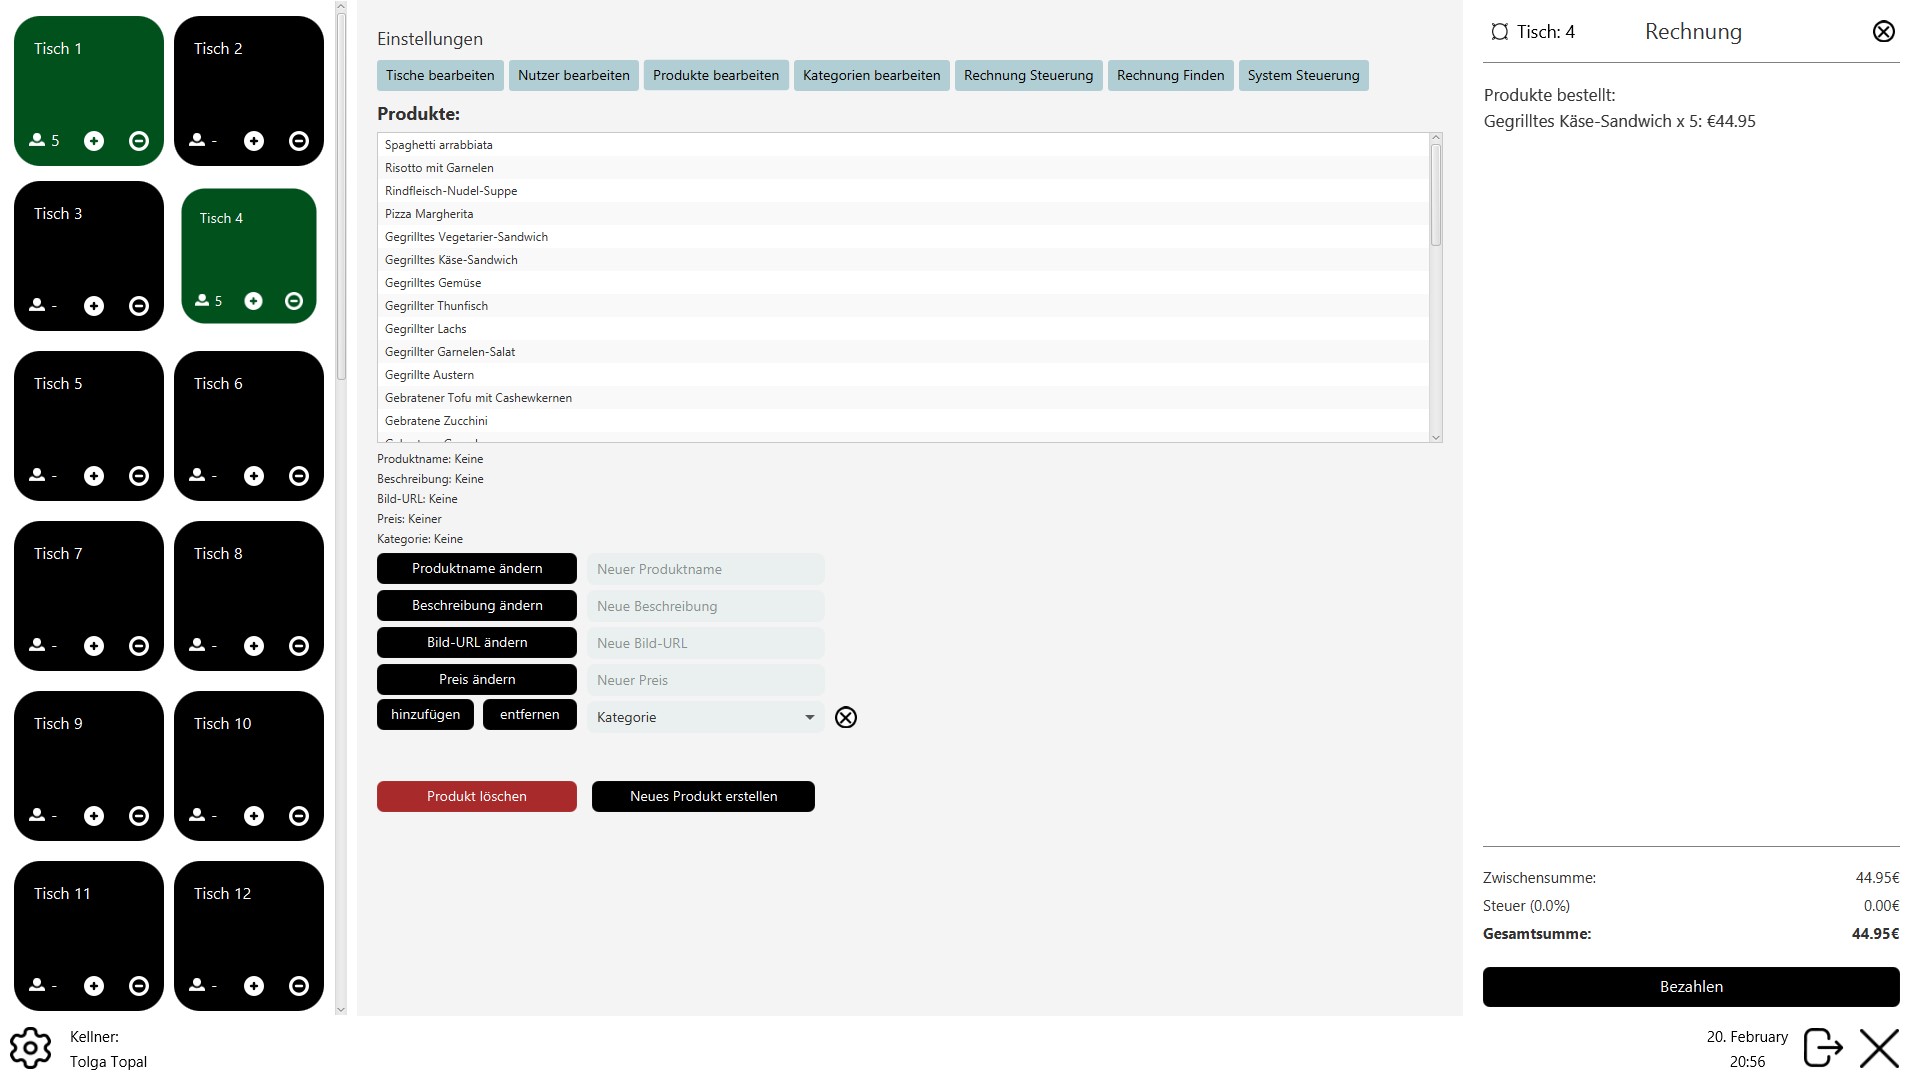 Tisch 1
5
Tisch 2
-
Tisch 3
-
Tisch 4
5
Tisch 5
-
Tisch 6
-
Tisch 7
-
Tisch 8
-
Tisch 9
-
Tisch 10
-
Tisch 11
-
Tisch 12
-
Kellner:
Tolga Topal
Einstellungen
Tische bearbeiten Nutzer bearbeiten Produkte bearbeiten Kategorien bearbeiten Rechnung Steuerung Rechnung Finden System Steuerung
Produkte:
Spaghetti arrabbiata
Risotto mit Garnelen
Rindfleisch-Nudel-Suppe
Pizza Margherita
Gegrilltes Vegetarier-Sandwich
Gegrilltes Käse-Sandwich
Gegrilltes Gemüse
Gegrillter Thunfisch
Gegrillter Lachs
Gegrillter Garnelen-Salat
Gegrillte Austern
Gebratener Tofu mit Cashewkernen
Gebratene Zucchini
Produktname: Keine
Beschreibung: Keine
Bild-URL: Keine
Preis: Keiner
Kategorie: Keine
Produktname ändern Neuer Produktname
Beschreibung ändern Neue Beschreibung
Bild-URL ändern Neue Bild-URL
Preis ändern Neuer Preis
hinzufügen entfernen Kategorie
Produkt löschen Neues Produkt erstellen
Tisch: 4 Rechnung
Produkte bestellt:
Gegrilltes Käse-Sandwich x 5: €44.95
Zwischensumme: 44.95€
Steuer (0.0%) 0.00€
Gesamtsumme: 44.95€
Bezahlen
20. February
20:56